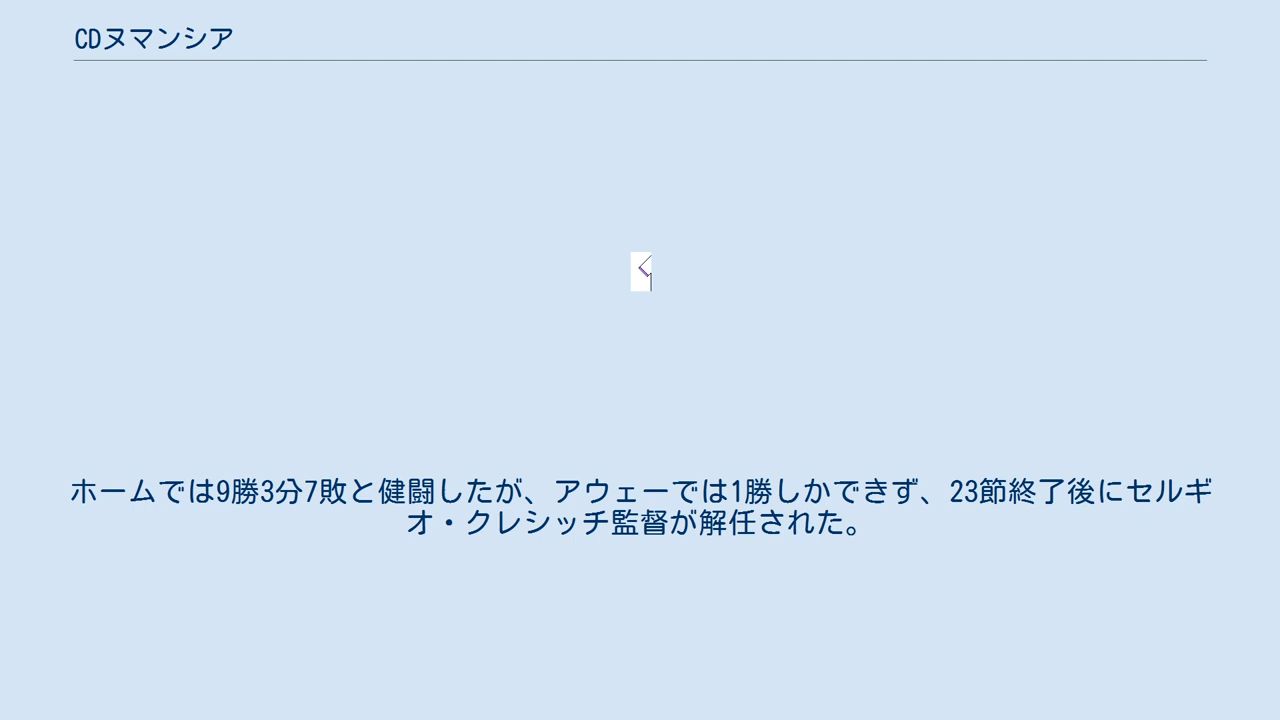 CDヌマンシア
ホームでは9勝3分7敗と健闘したが、アウェーでは1勝しかできず、23節終了後にセルギ
オ・クレシッチ監督が解任された。